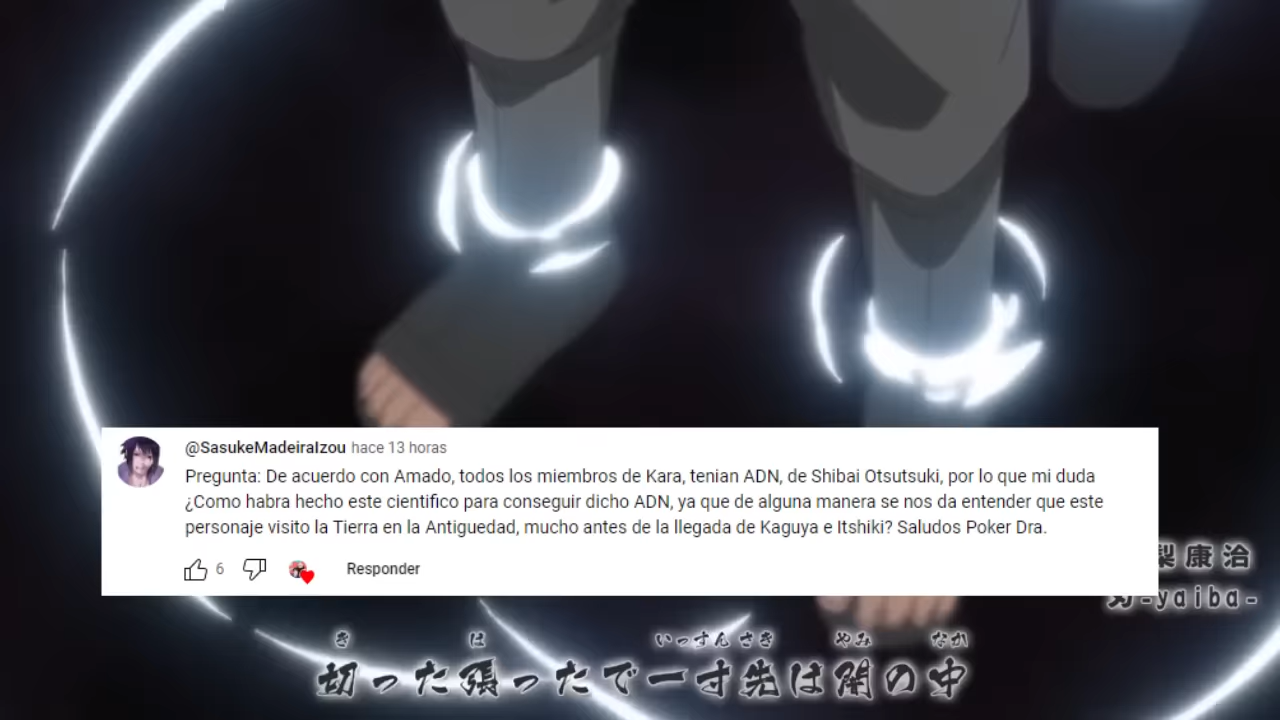 @SasukeMadeiraIzou hace 13 horas
Pregunta: De acuerdo con Amado, todos los miembros de Kara, tenian ADN, de Shibai Otsutsuki, por lo que mi duda
¿Como habra hecho este cientifico para conseguir dicho ADN, ya que de alguna manera se nos da entender que este
personaje visito la Tierra en la Antiguedad, mucho antes de la llegada de Kaguya e Itshiki? Saludos Poker Dra.
6 Responder
梨康治
刃-yaiba-
き は いっすん さき やみ なか
切った張ったで一寸先は闇の中